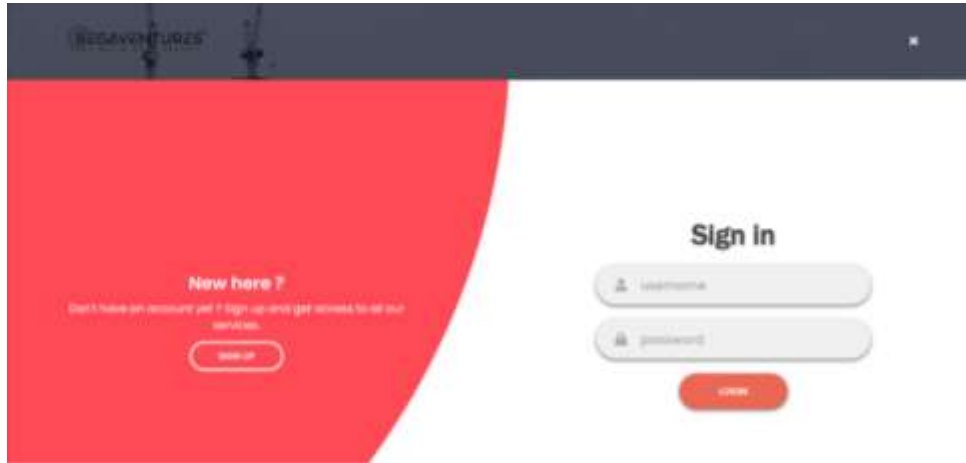 Sign in
New here ?
username
Don't have an account yet ? Sign up and get access to all our
services.
password
SIGN UP
LOGIN